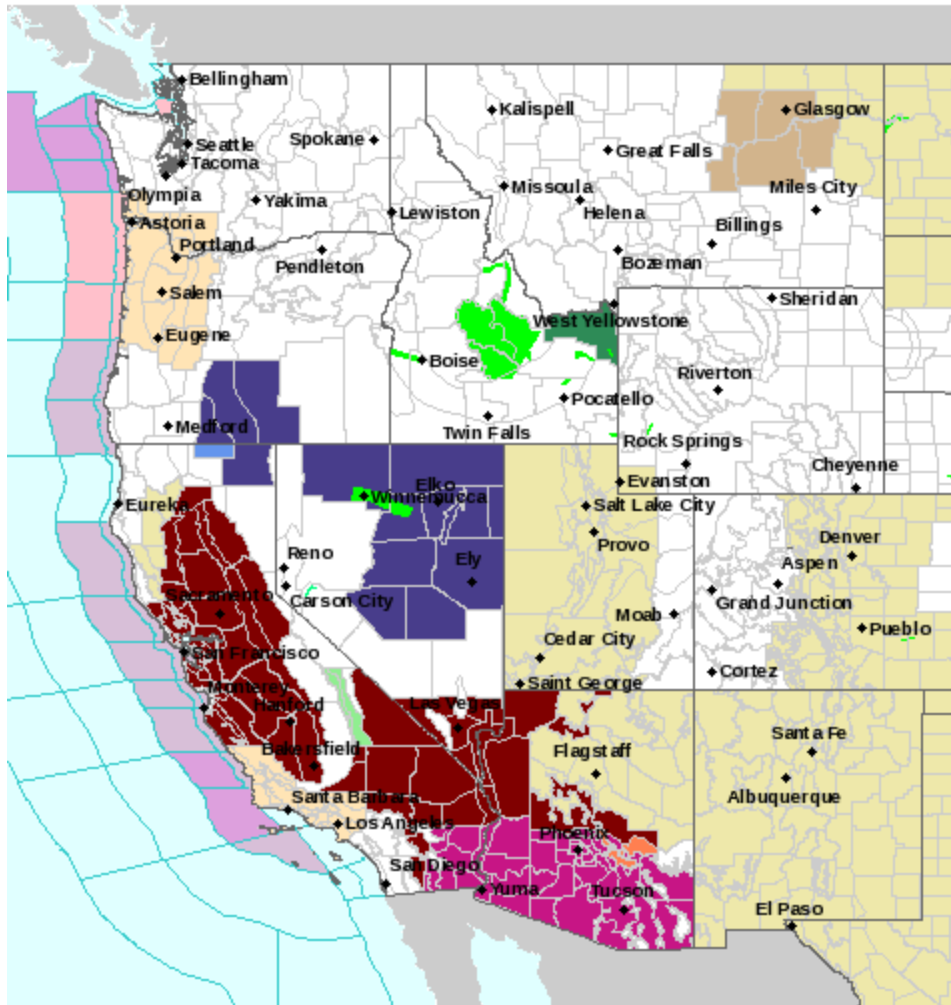 Bellingham
Kalispell
Glasgow
Spokane
Seattle
Great Falls
Tacoma
Missoula
Miles City
Olympia
Yakima
Lewiston
Helena
Astoria
Billings
Portland
Bozeman
Pendleton
Salem
Sheridan
West Yellowstone
Eugene
Boise
Riverton
Pocatello
Medford
Twin Falls
Rock Springs
Cheyenne
Elko
Evanston
Eureka
Winnemucca
Salt Lake City
Provo
Denver
Reno
Ely
Aspen
Sacramento
Carson City
Grand Junction
Moab
Pueblo
Cedar City
San Francisco
Cortez
Saint George
Monterey
Hanford
Las Vegas
Santa Fe
Bakersfield
Flagstaff
Albuquerque
Santa Barbara
Los Angeles
Phoenix
San Diego
Yuma
Tucson
El Paso